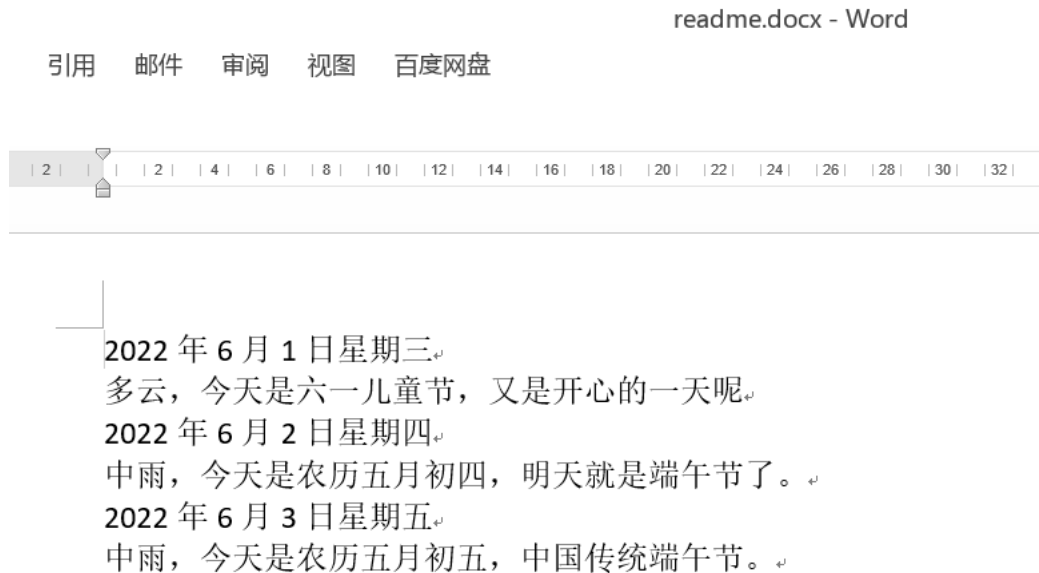 readme.docx - Word
引用 邮件 审阅 视图 百度网盘
2 2 4 6 8 10 12 14 16 18 20 22 24 26 28 30 32
2022 年 6 月 1 日星期三
多云，今天是六一儿童节，又是开心的一天呢
2022 年 6 月 2 日星期四
中雨，今天是农历五月初四，明天就是端午节了。
2022 年 6 月 3 日星期五
中雨，今天是农历五月初五，中国传统端午节。